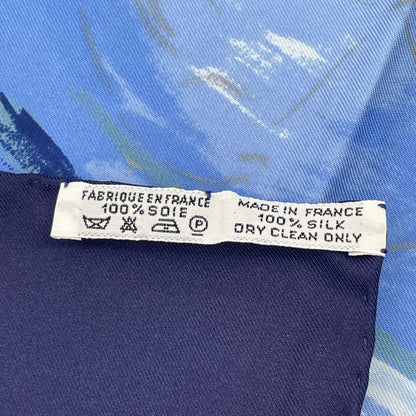 FABRIQUE EN FRANCE
100% SOIE
P
MADE IN FRANCE
100% SILK
DRY CLEAN ONLY